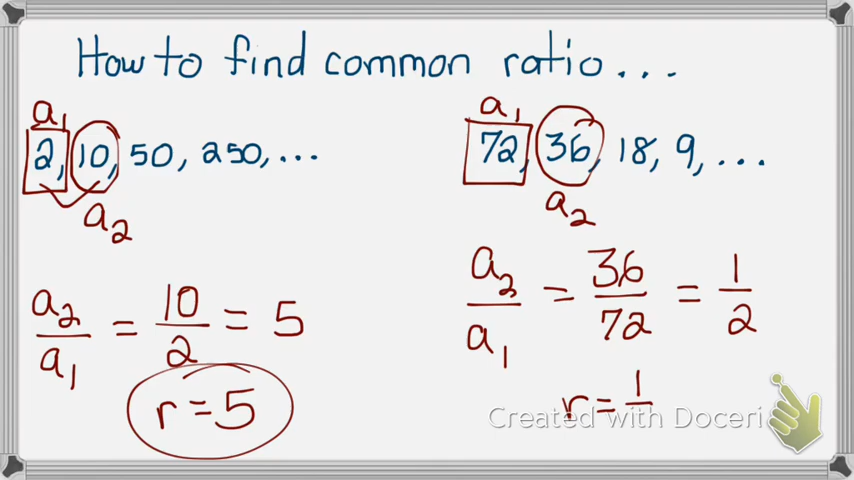 How to find common ratio...
a₁
2, 10, 50, 250, ...
a₂
a₂/a₁ = 10/2 = 5
r = 5
a₁
72, 36, 18, 9, ...
a₂
a₂/a₁ = 36/72 = 1/2
r = 1
Created with Doceri